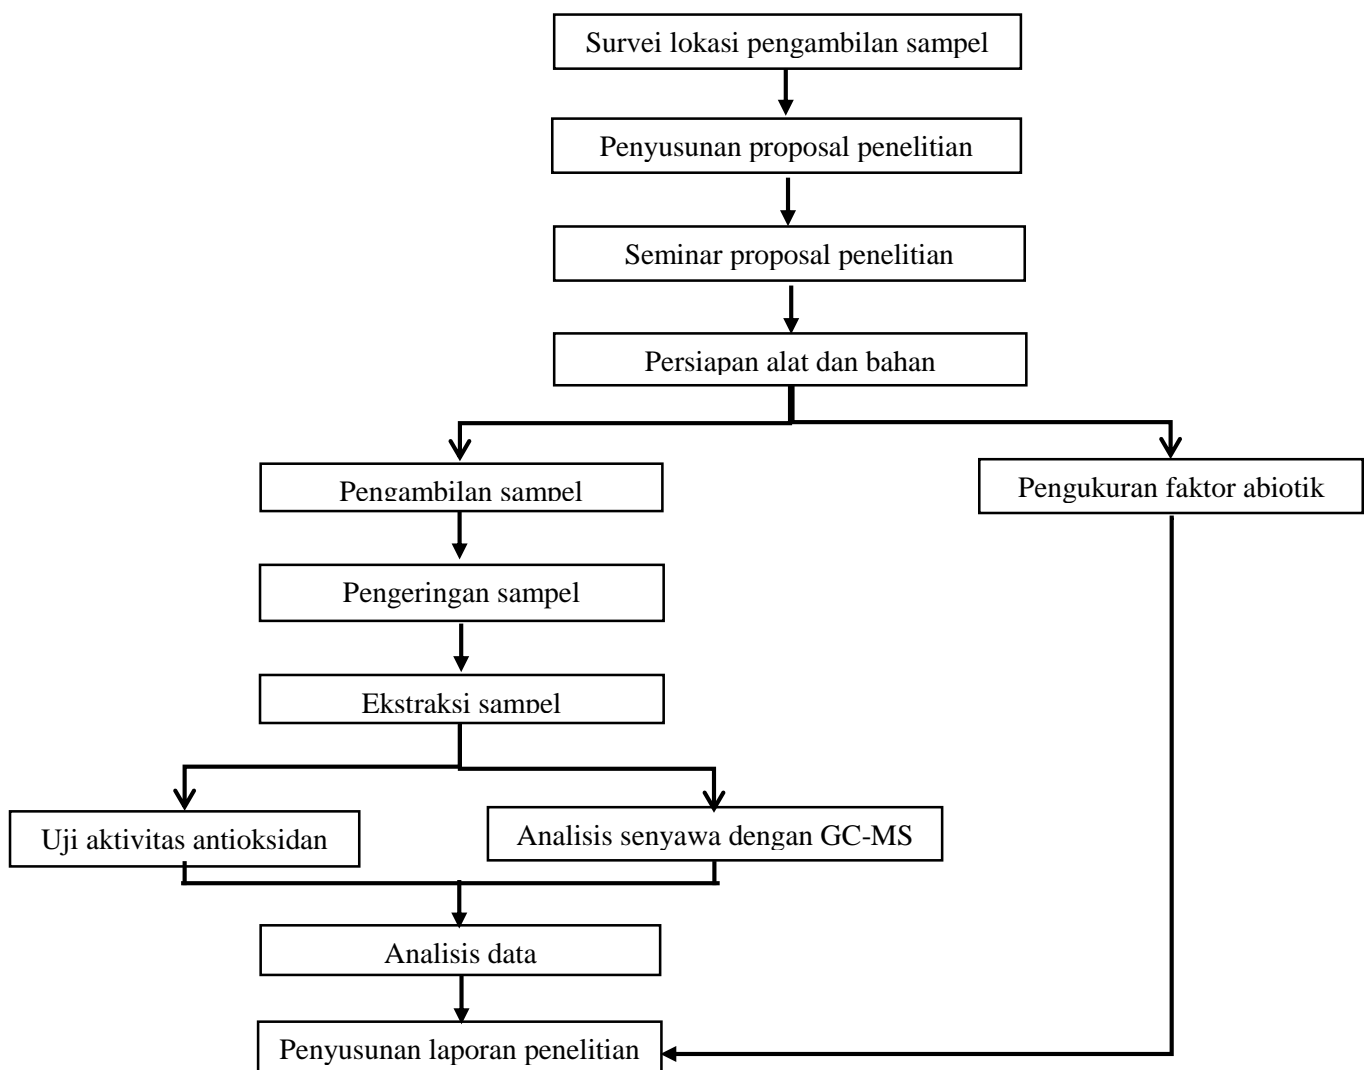 Survei lokasi pengambilan sampel
Penyusunan proposal penelitian
Seminar proposal penelitian
Persiapan alat dan bahan
Pengambilan sampel
Pengukuran faktor abiotik
Pengeringan sampel
Ekstraksi sampel
Uji aktivitas antioksidan
Analisis senyawa dengan GC-MS
Analisis data
Penyusunan laporan penelitian